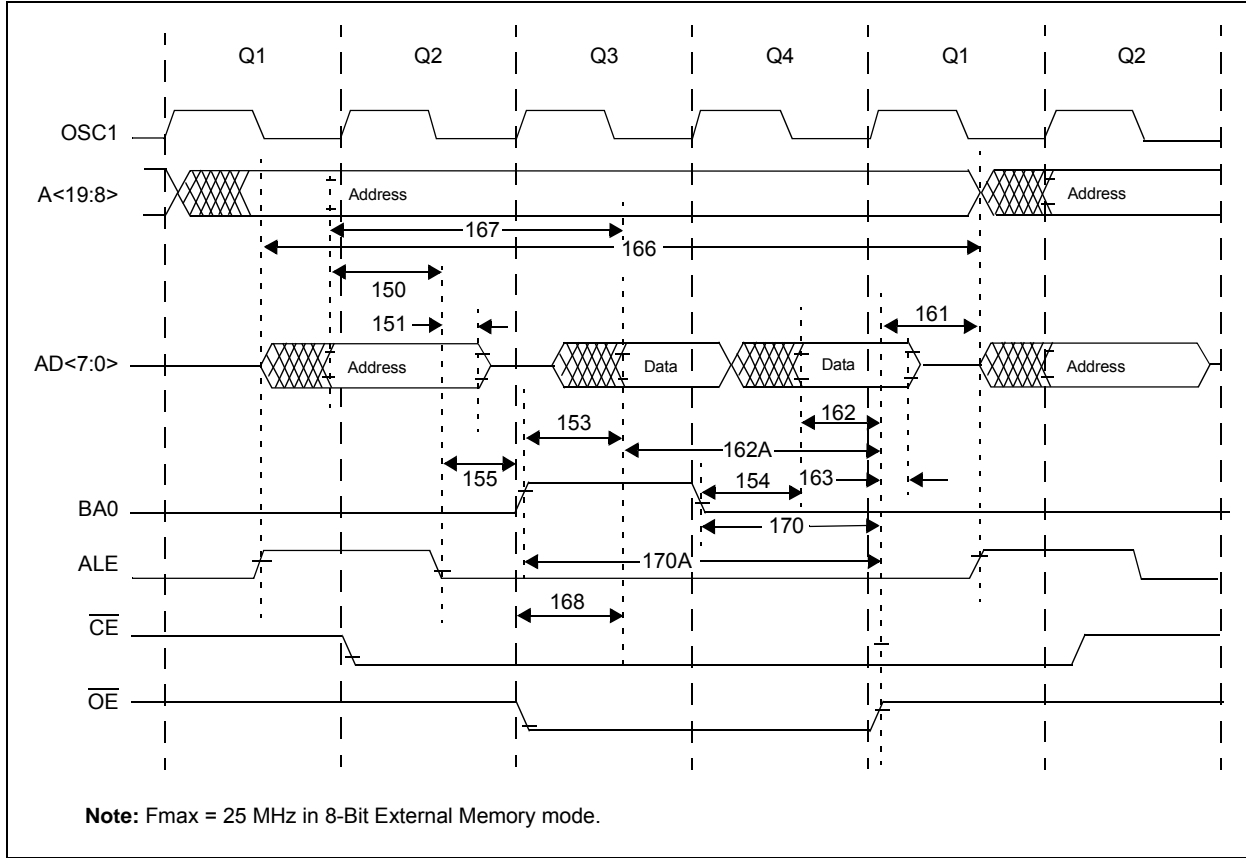 Q1 Q2 Q3 Q4 Q1 Q2
OSC1
A<19:8> Address Address
167
166
150
151 161
AD<7:0> Address Data Data Address
162
153
162A
155 154 163
BA0
170
ALE 170A
168
CE
OE
Note: Fmax = 25 MHz in 8-Bit External Memory mode.